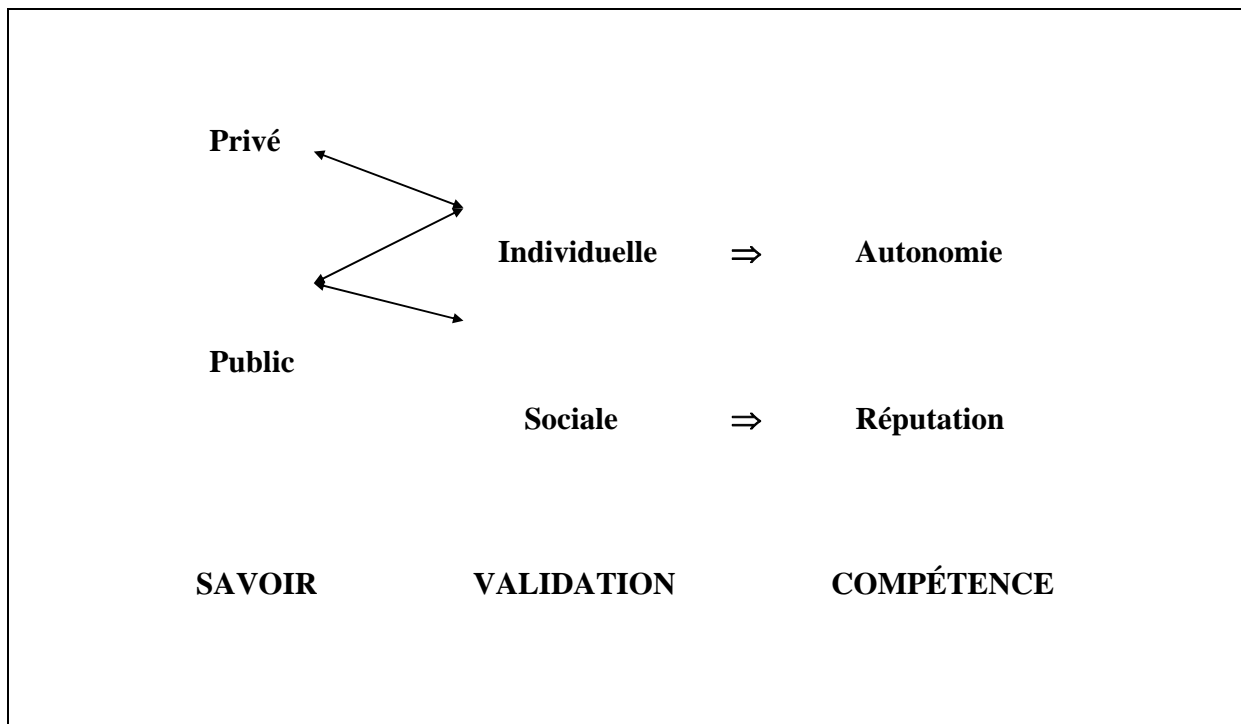 Privé
Individuelle ⇒ Autonomie
Public
Sociale ⇒ Réputation
SAVOIR VALIDATION COMPÉTENCE